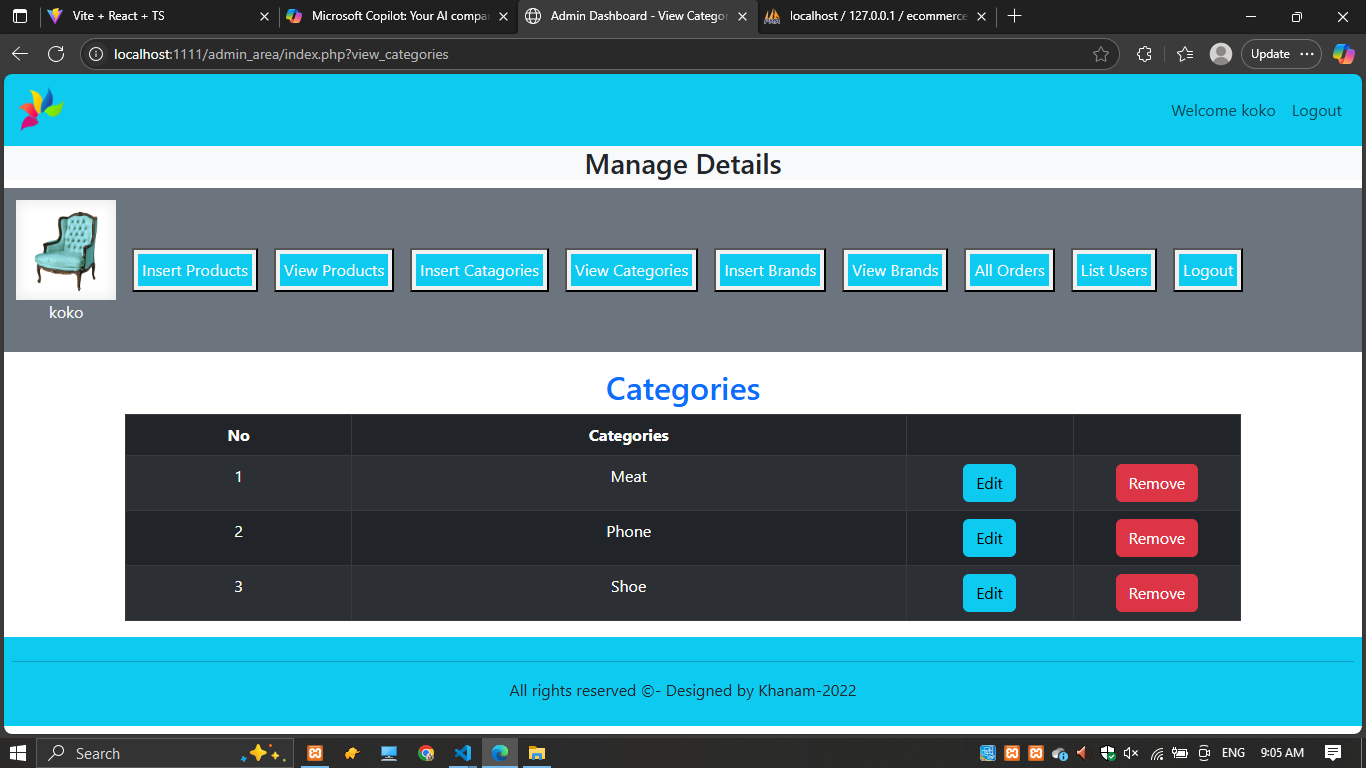 Vite + React + TS
Microsoft Copilot: Your AI compa
Admin Dashboard - View Categor
localhost / 127.0.0.1 / ecommerce
localhost:1111/admin_area/index.php?view_categories
Update
Welcome koko Logout
Manage Details
koko
Insert Products
View Products
Insert Catagories
View Categories
Insert Brands
View Brands
All Orders
List Users
Logout
Categories
No Categories
1 Meat Edit Remove
2 Phone Edit Remove
3 Shoe Edit Remove
All rights reserved ©- Designed by Khanam-2022
Search
ENG
9:05 AM